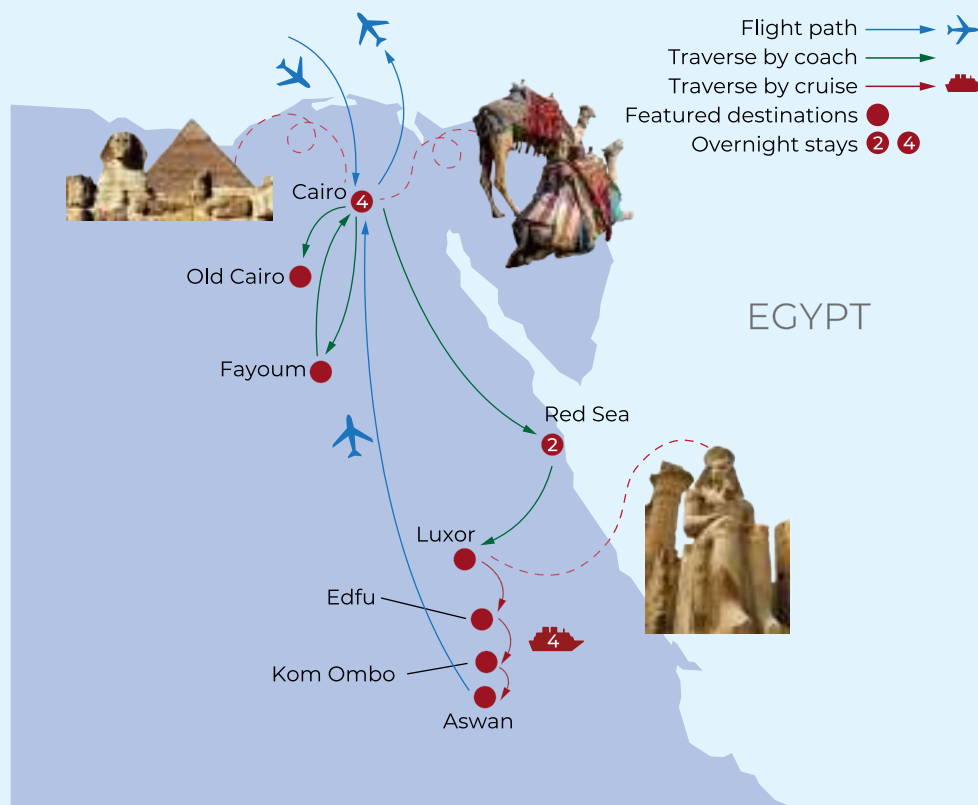 Flight path
Traverse by coach
Traverse by cruise
Featured destinations
Overnight stays 2 4
Cairo 4
Old Cairo
EGYPT
Fayoum
Red Sea
2
Luxor
Edfu
4
Kom Ombo
Aswan